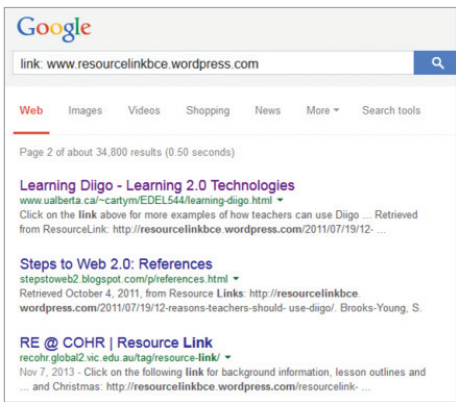 Google
link: www.resourcelinkbce.wordpress.com
Web Images Videos Shopping News More Search tools
Page 2 of about 34,800 results (0.50 seconds)
Learning Diigo - Learning 2.0 Technologies
www.ualberta.ca/~cartym/EDEL544/learning-diigo.html
Click on the link above for more examples of how teachers can use Diigo ... Retrieved
from ResourceLink: http://resourcelinkbce.wordpress.com/2011/07/19/12- ...
Steps to Web 2.0: References
stepstoweb2.blogspot.com/p/references.html
Retrieved October 4, 2011, from Resource Links: http://resourcelinkbce.
wordpress.com/2011/07/19/12-reasons-teachers-should- use-diigo/. Brooks-Young, S.
RE @ COHR | Resource Link
recohr.global2.vic.edu.au/tag/resource-link/
Nov 7, 2013 - Click on the following link for background information, lesson outlines and
... and Christmas: http://resourcelinkbce.wordpress.com/resourcelink- ...